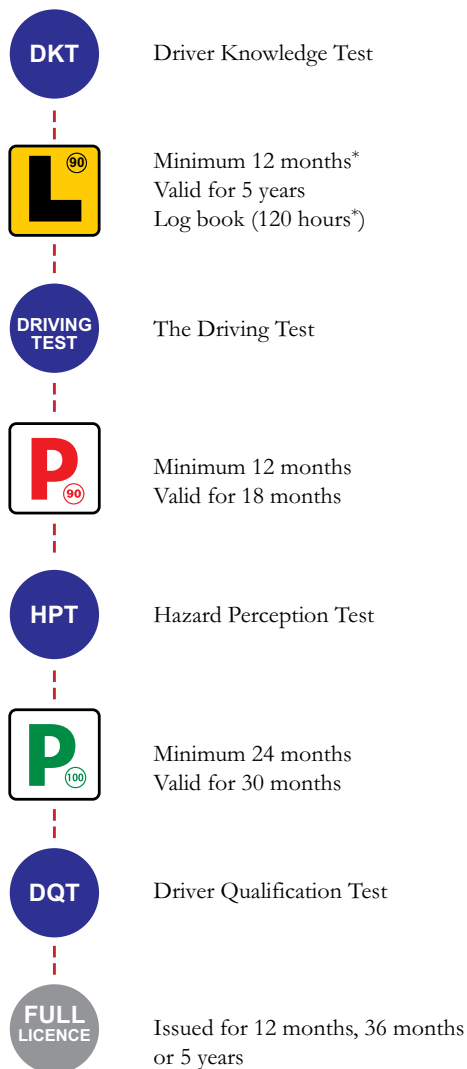 DKT
Driver Knowledge Test
L
90
Minimum 12 months*
Valid for 5 years
Log book (120 hours*)
DRIVING
TEST
The Driving Test
P
90
Minimum 12 months
Valid for 18 months
HPT
Hazard Perception Test
P
100
Minimum 24 months
Valid for 30 months
DQT
Driver Qualification Test
FULL
LICENCE
Issued for 12 months, 36 months
or 5 years